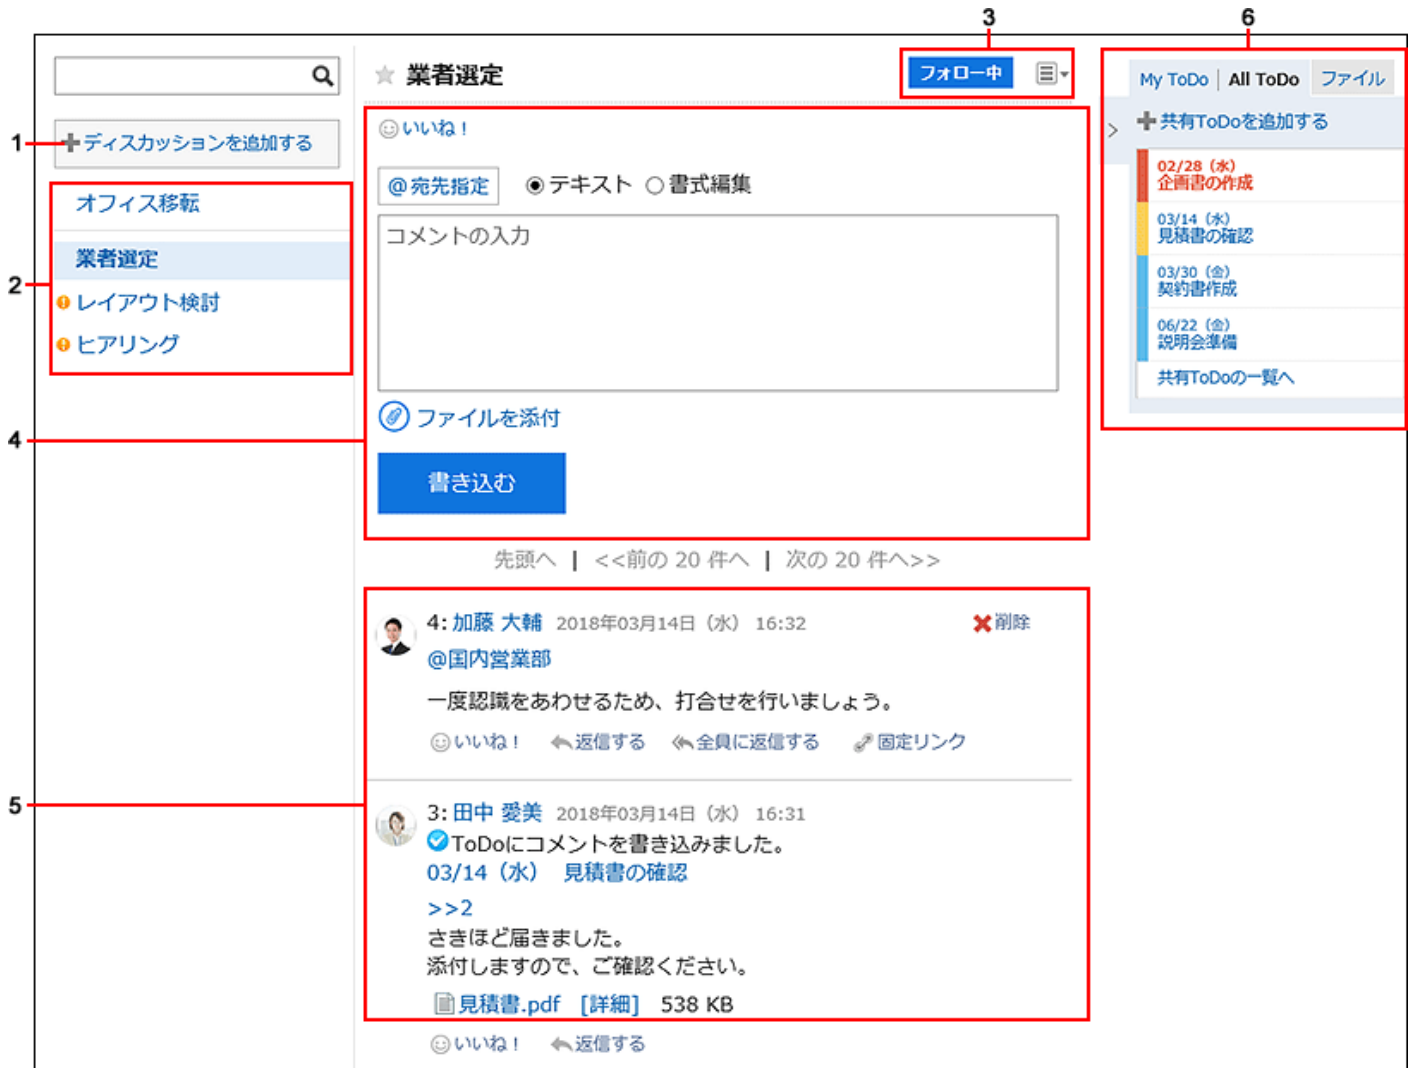 3
6
業者選定
フォロー中
My ToDo | All ToDo ファイル
1
ディスカッションを追加する
いいね！
共有ToDoを追加する
@宛先指定 テキスト 書式編集
02/28（水）
企画書の作成
2
オフィス移転
業者選定
レイアウト検討
ヒアリング
コメントの入力
03/14（水）
見積書の確認
03/30（金）
契約書作成
06/22（金）
説明会準備
共有ToDoの一覧へ
4
ファイルを添付
書き込む
先頭へ | <<前の 20 件へ | 次の 20 件へ>>
5
4: 加藤 大輔 2018年03月14日（水） 16:32 削除
@国内営業部
一度認識をあわせるため、打合せを行いましょう。
いいね！ 返信する 全員に返信する 固定リンク
3: 田中 愛美 2018年03月14日（水） 16:31
ToDoにコメントを書き込みました。
03/14（水） 見積書の確認
>>2
さきほど届きました。
添付しますので、ご確認ください。
見積書.pdf [詳細] 538 KB
いいね！ 返信する